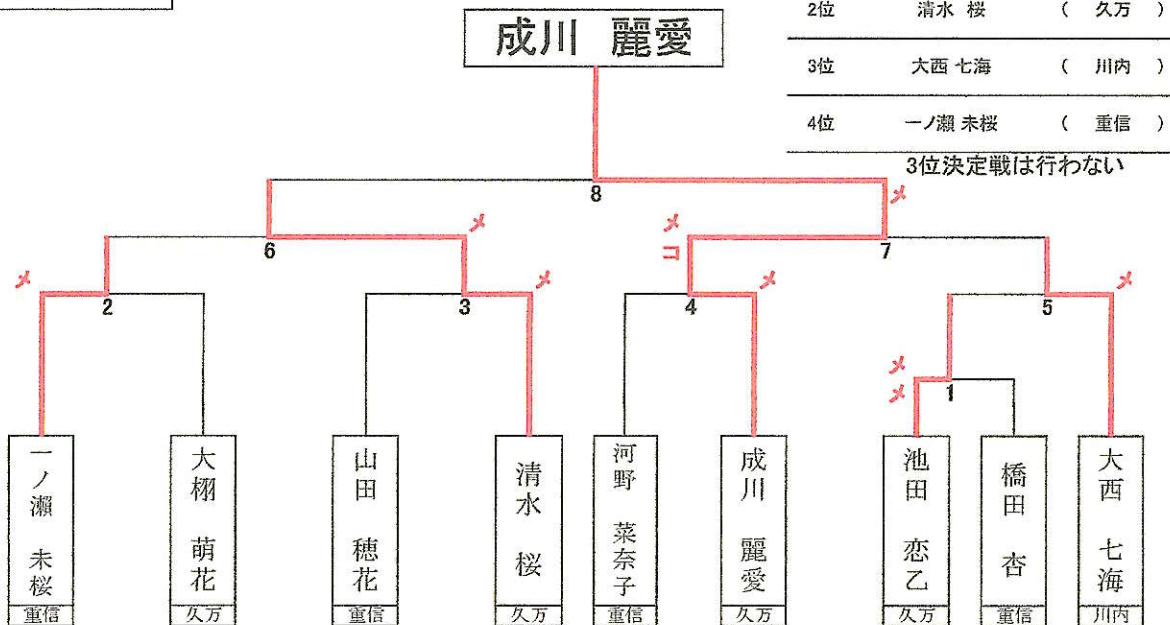 成川 麗愛
2位 清水 桜 ( 久万 )
3位 大西 七海 ( 川内 )
4位 一ノ瀬 未桜 ( 重信 )
3位決定戦は行わない
8
メ
6
メ
メ
コ
7
メ
2
3
メ
4
メ
5
メ
メ
メ
1
一ノ瀬 未桜
重信
大栩 萌花
久万
山田 穂花
重信
清水 桜
久万
河野 菜奈子
重信
成川 麗愛
久万
池田 恋乙
久万
橋田 杏
重信
大西 七海
川内